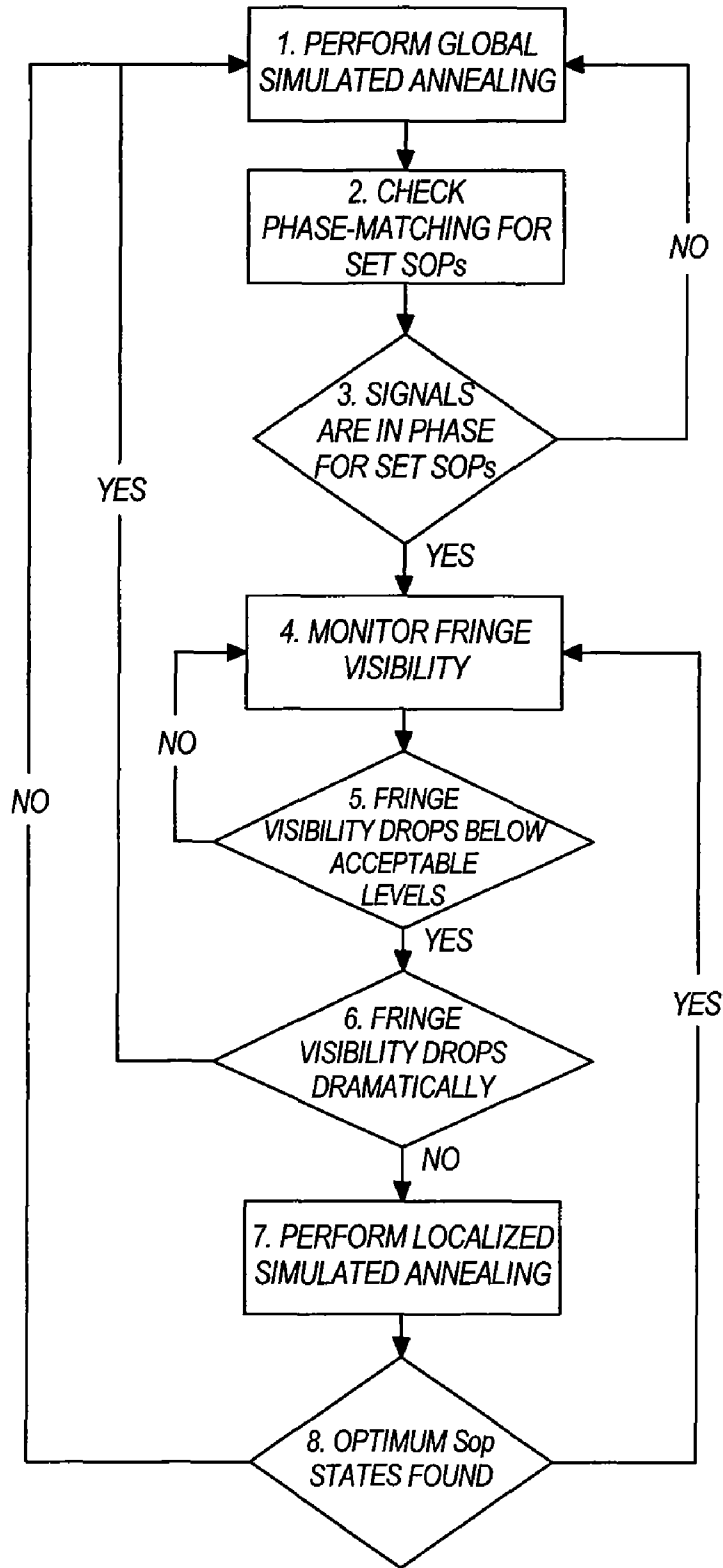 1. PERFORM GLOBAL
SIMULATED ANNEALING
2. CHECK
PHASE-MATCHING FOR
SET SOPs
NO
3. SIGNALS
ARE IN PHASE
FOR SET SOPs
YES
YES
4. MONITOR FRINGE
VISIBILITY
NO
NO
5. FRINGE
VISIBILITY DROPS BELOW
ACCEPTABLE
LEVELS
YES
YES
6. FRINGE
VISIBILITY DROPS
DRAMATICALLY
NO
7. PERFORM LOCALIZED
SIMULATED ANNEALING
8. OPTIMUM Sop
STATES FOUND